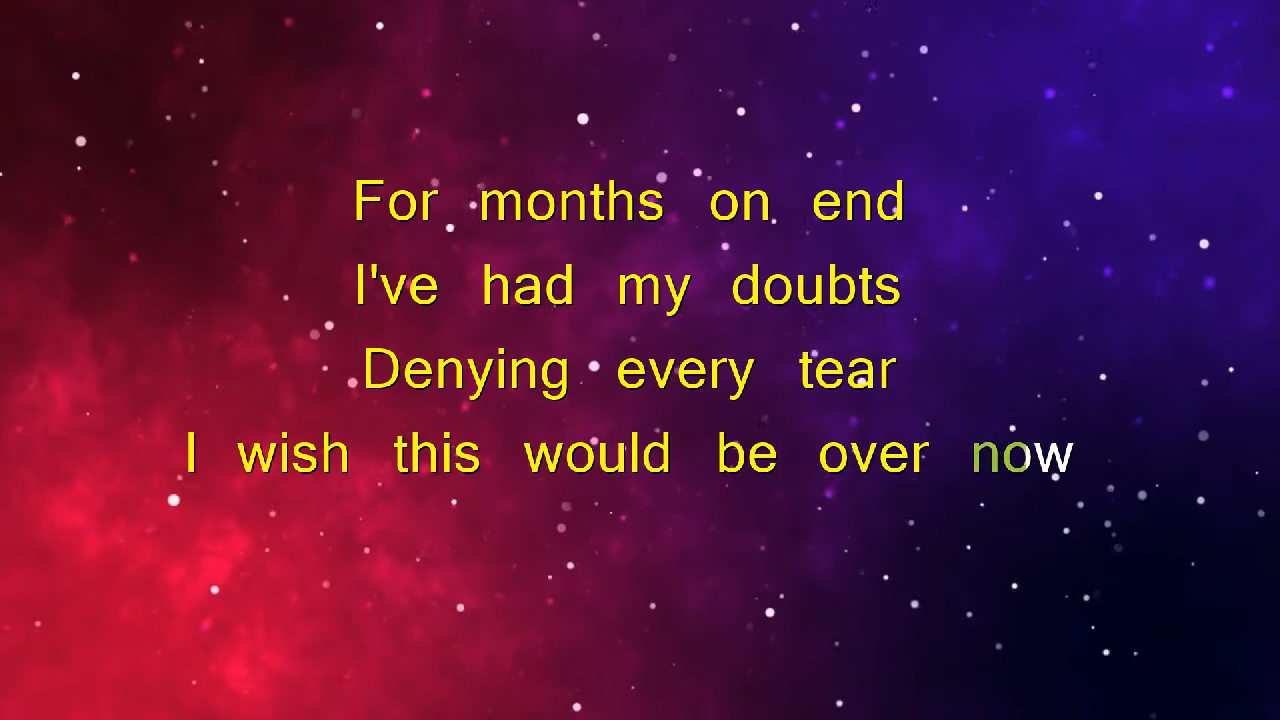 For months on end
I've had my doubts
Denying every tear
I wish this would be over now